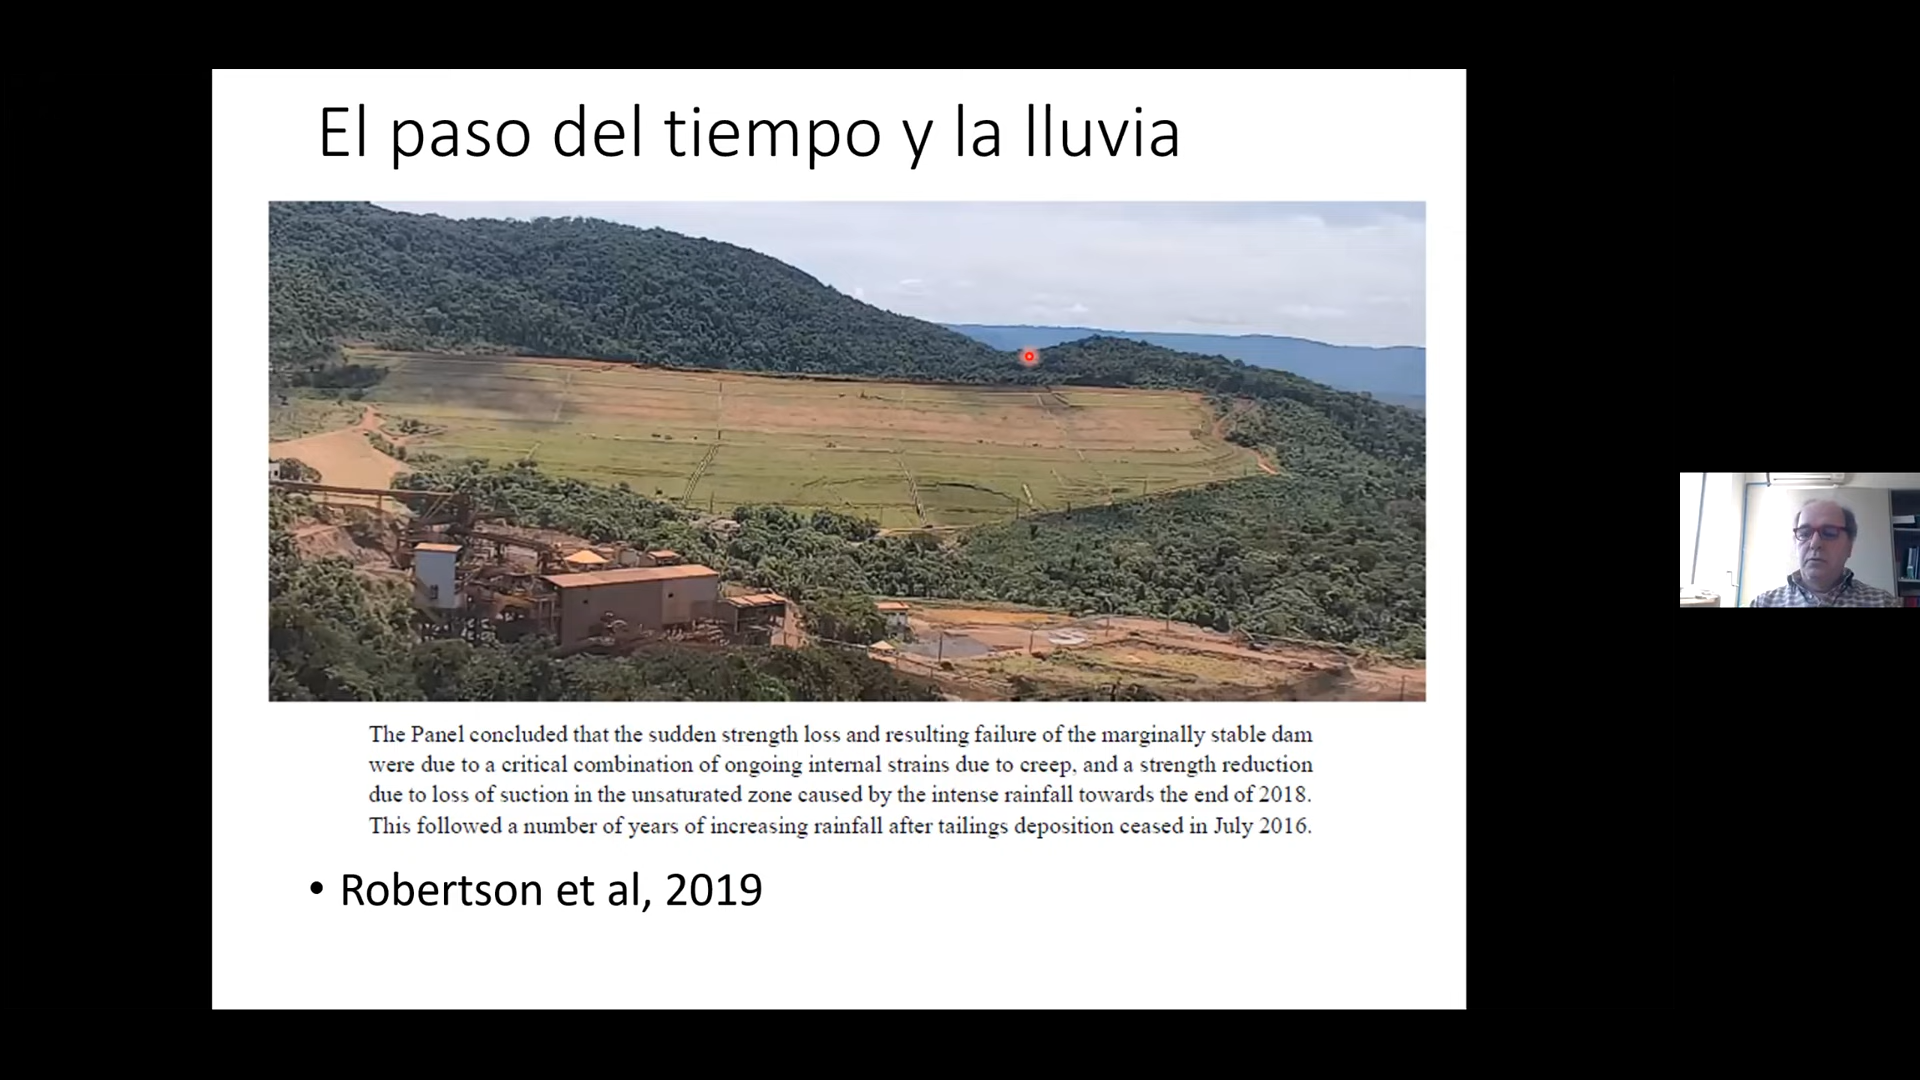 El paso del tiempo y la lluvia
The Panel concluded that the sudden strength loss and resulting failure of the marginally stable dam
were due to a critical combination of ongoing internal strains due to creep, and a strength reduction
due to loss of suction in the unsaturated zone caused by the intense rainfall towards the end of 2018.
This followed a number of years of increasing rainfall after tailings deposition ceased in July 2016.
• Robertson et al, 2019